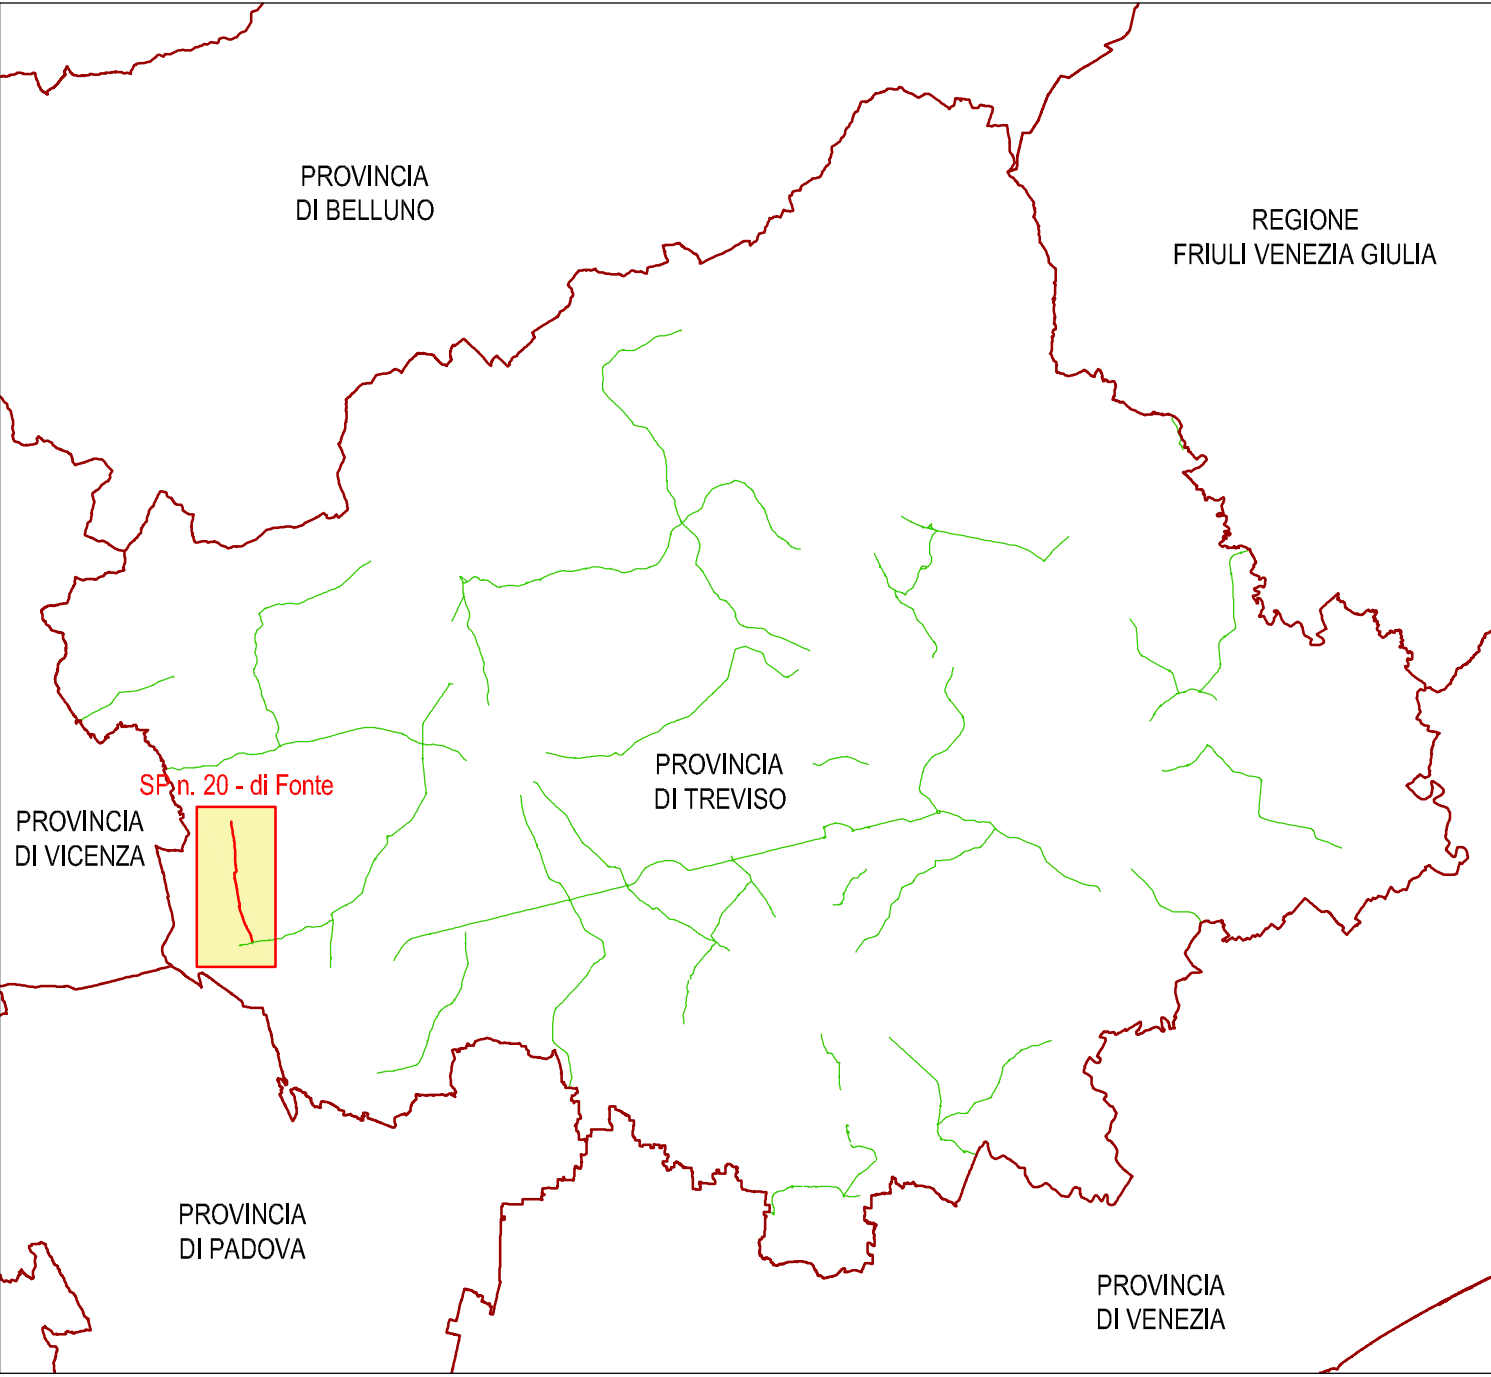 PROVINCIA
DI BELLUNO
REGIONE
FRIULI VENEZIA GIULIA
PROVINCIA
DI TREVISO
SP n. 20 - di Fonte
PROVINCIA
DI VICENZA
PROVINCIA
DI PADOVA
PROVINCIA
DI VENEZIA